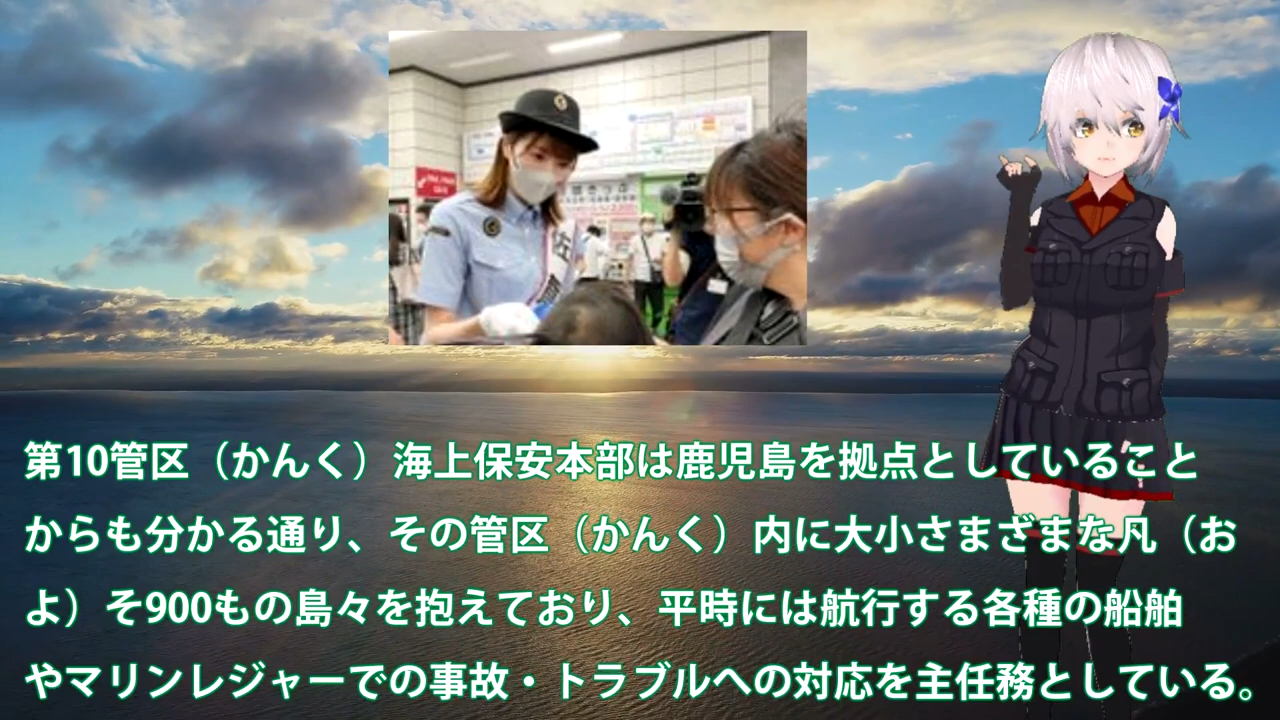 第10管区（かんく）海上保安本部は鹿児島を拠点としていること
からも分かる通り、その管区（かんく）内に大小さまざまな凡（お
よ）そ900もの島々を抱えており、平時には航行する各種の船舶
やマリンレジャーでの事故・トラブルへの対応を主任務としている。